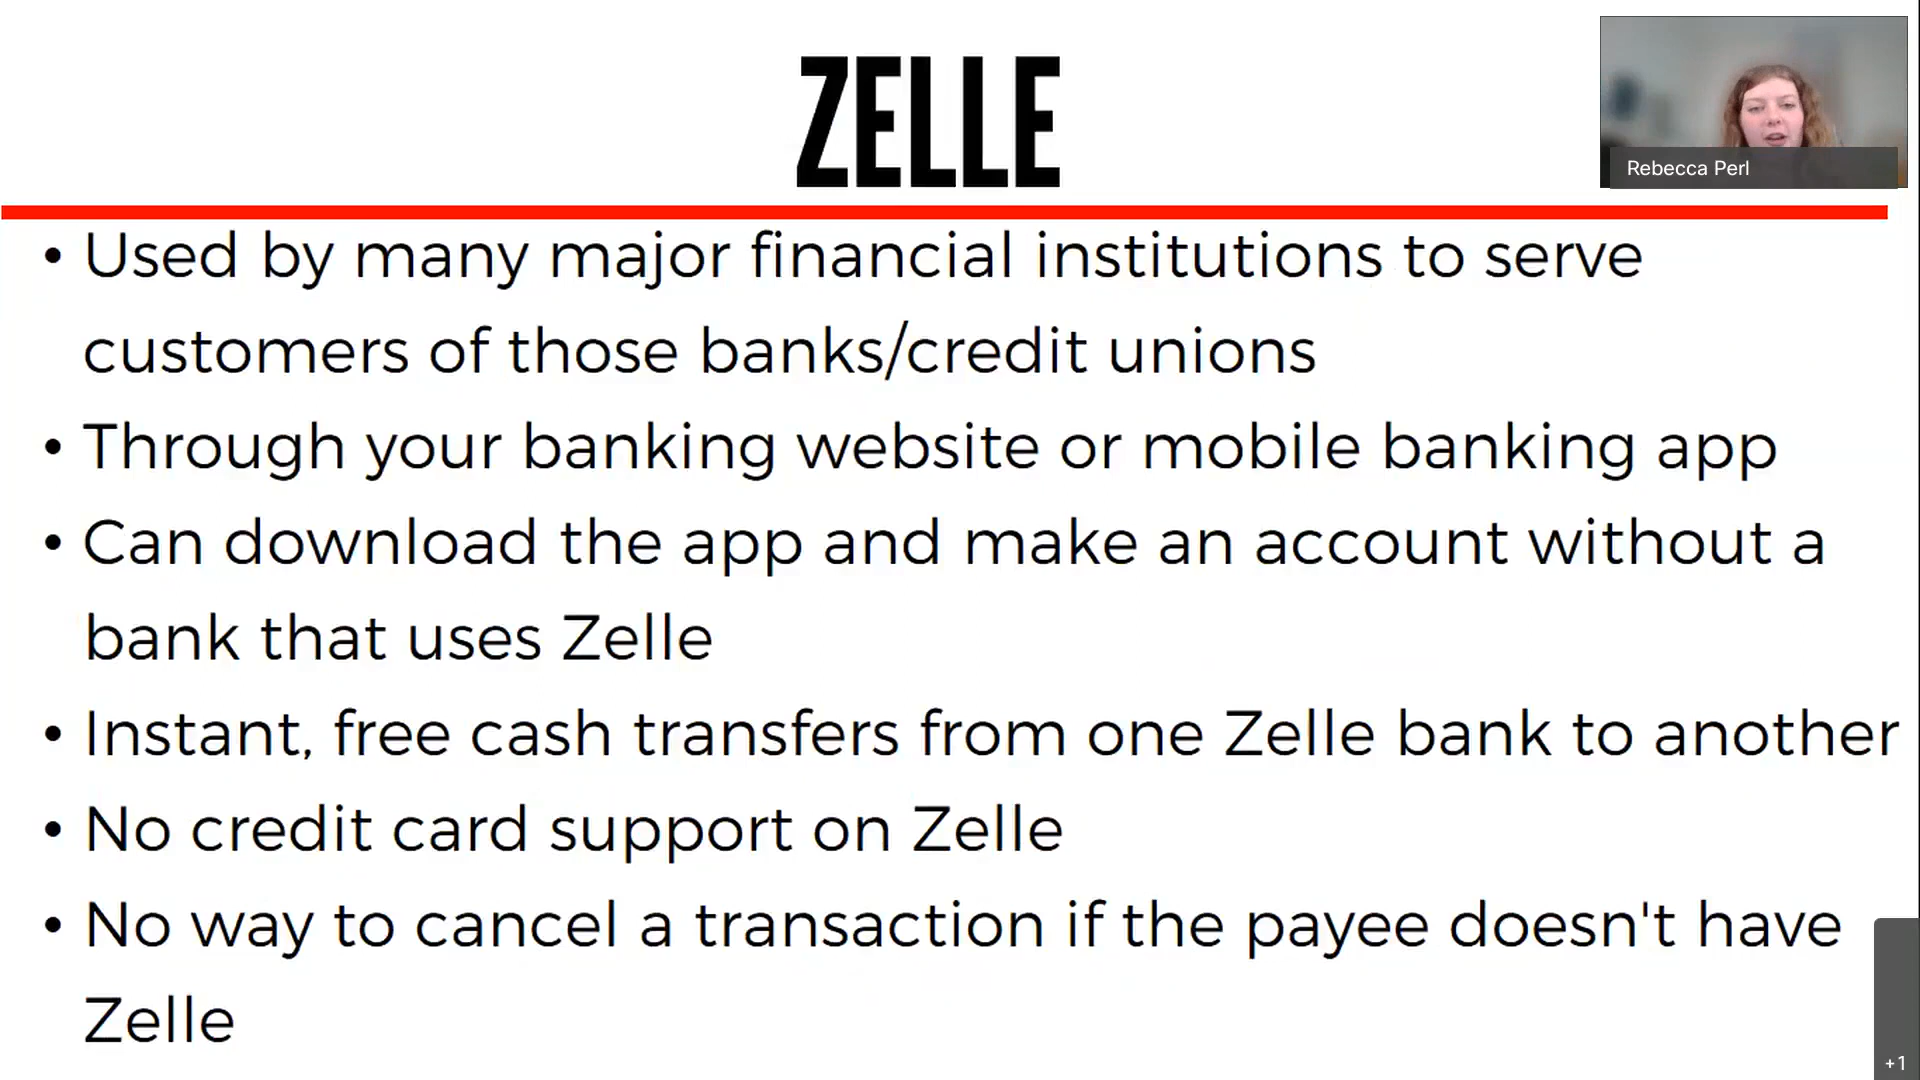 ZELLE
Rebecca Perl
• Used by many major financial institutions to serve
customers of those banks/credit unions
• Through your banking website or mobile banking app
• Can download the app and make an account without a
bank that uses Zelle
• Instant, free cash transfers from one Zelle bank to another
• No credit card support on Zelle
• No way to cancel a transaction if the payee doesn't have
Zelle
+1